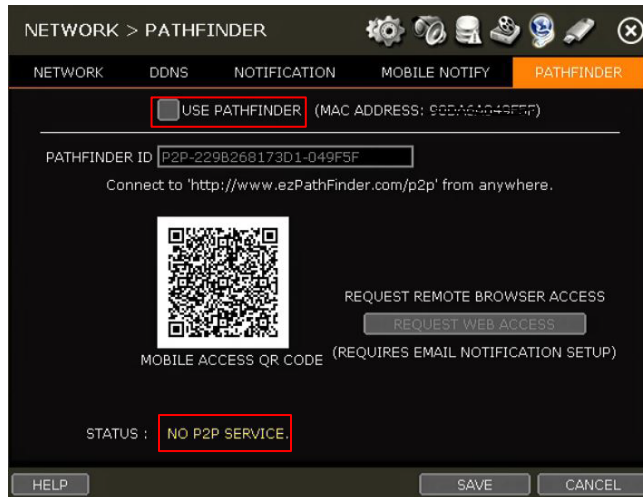 NETWORK > PATHFINDER
NETWORK DDNS NOTIFICATION MOBILE NOTIFY PATHFINDER
USE PATHFINDER (MAC ADDRESS:
PATHFINDER ID P2P-229B268173D1-049F5F
Connect to 'http://www.ezPathFinder.com/p2p' from anywhere.
REQUEST REMOTE BROWSER ACCESS
REQUEST WEB ACCESS
(REQUIRES EMAIL NOTIFICATION SETUP)
MOBILE ACCESS QR CODE
STATUS : NO P2P SERVICE.
HELP SAVE CANCEL